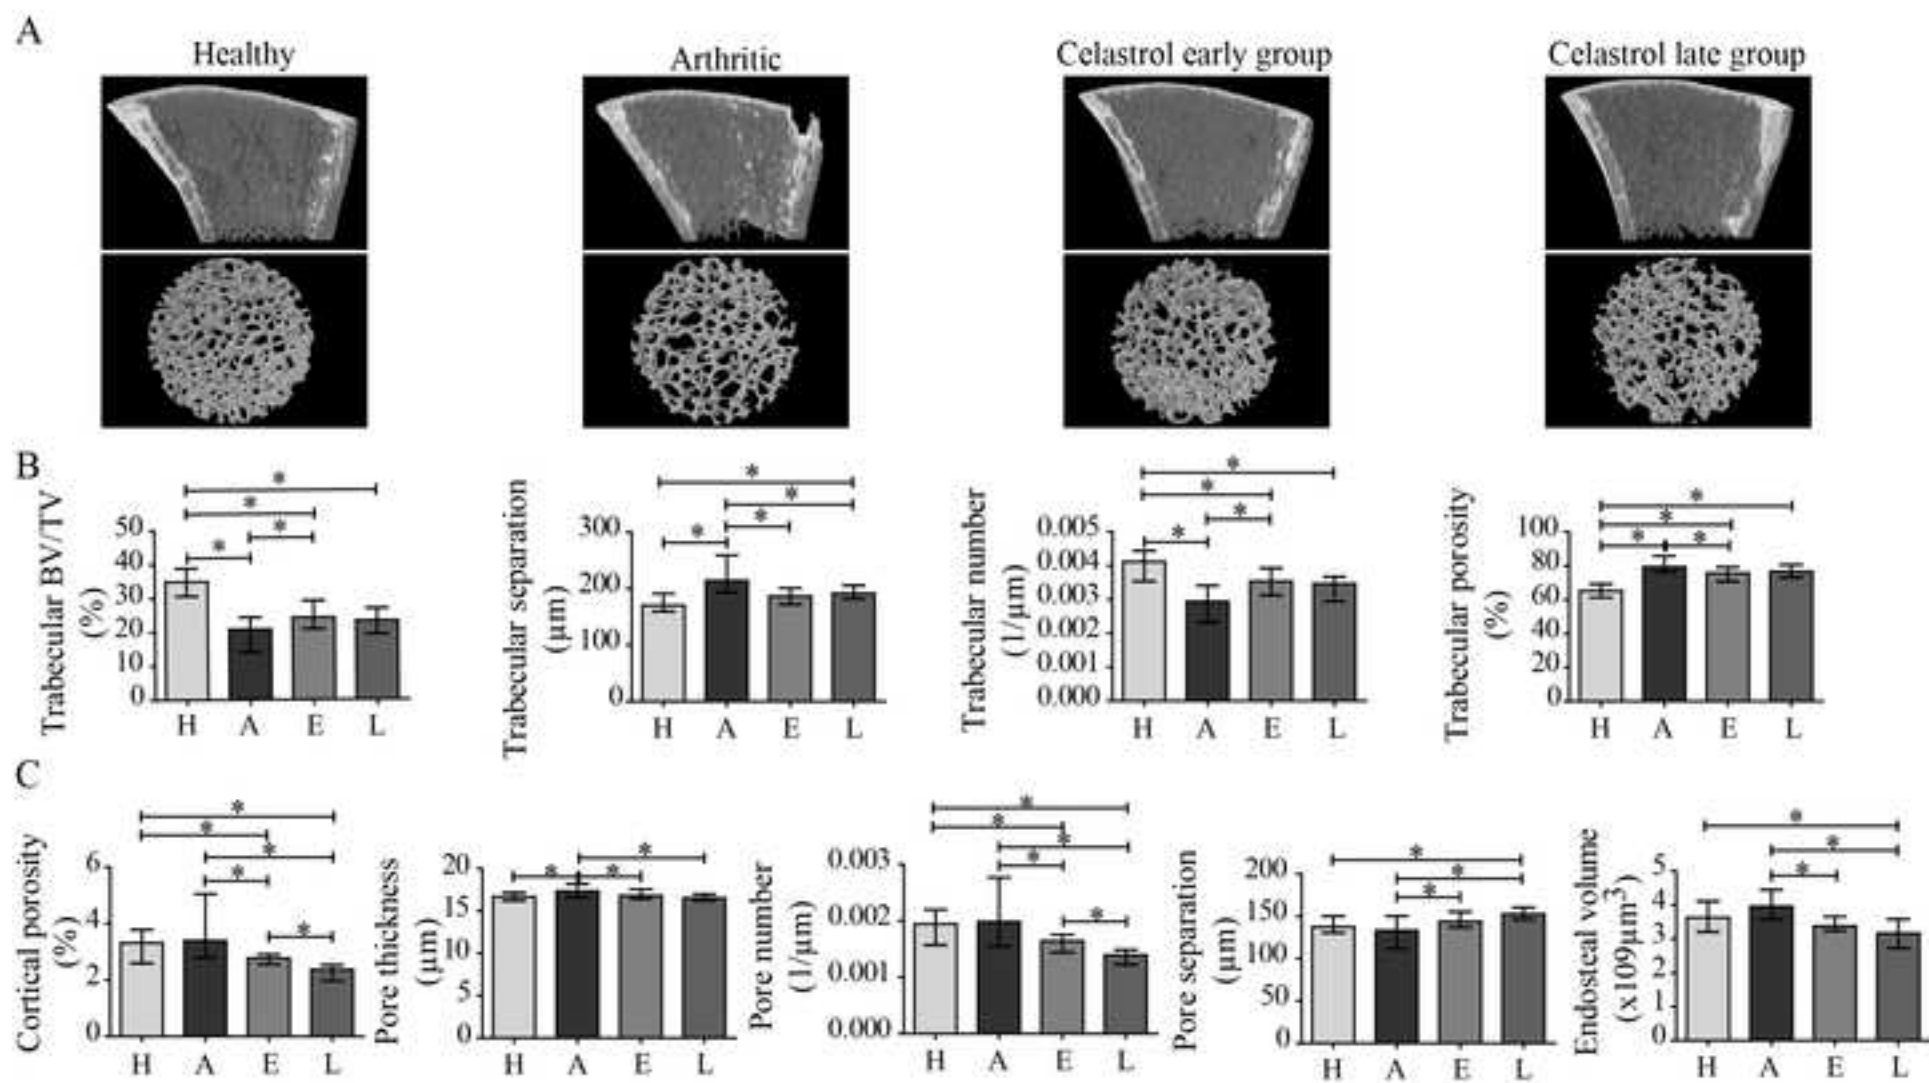 A
Healthy
Arthritic
Celastrol early group
Celastrol late group
B
Trabecular BV/TV
(%)
50
40
30
20
10
0
*
*
*
*
H A E L
Trabecular separation
(μm)
300
200
100
0
*
*
*
*
H A E L
Trabecular number
(1/μm)
0.005
0.004
0.003
0.002
0.001
0.000
*
*
*
*
H A E L
Trabecular porosity
(%)
100
80
60
40
20
0
*
*
* *
H A E L
C
Cortical porosity
(%)
6
4
2
0
*
*
*
*
*
H A E L
Pore thickness
(μm)
20
15
10
5
0
*
* *
H A E L
Pore number
(1/μm)
0.003
0.002
0.001
0.000
*
*
*
*
*
H A E L
Pore separation
(μm)
200
150
100
50
0
*
*
*
H A E L
Endosteal volume
(x109μm³)
5
4
3
2
1
0
*
*
*
H A E L